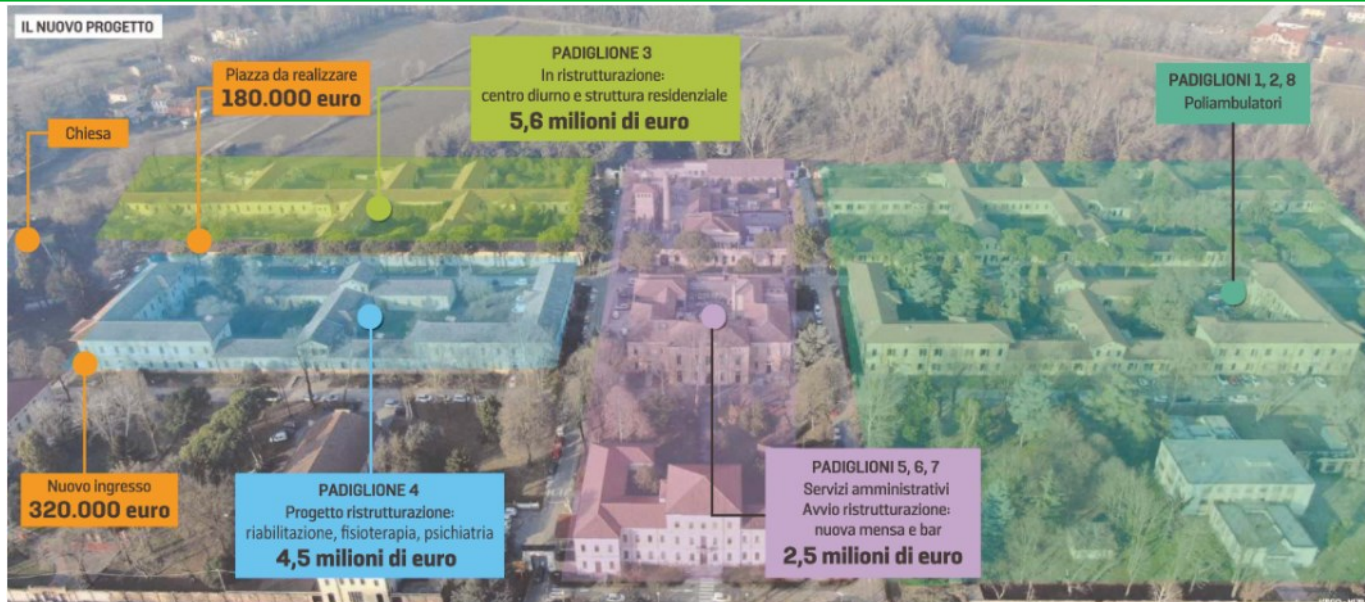 IL NUOVO PROGETTO
Piazza da realizzare
180.000 euro
Chiesa
PADIGLIONE 3
In ristrutturazione:
centro diurno e struttura residenziale
5,6 milioni di euro
PADIGLIONI 1, 2, 8
Poliambulatori
Nuovo ingresso
320.000 euro
PADIGLIONE 4
Progetto ristrutturazione:
riabilitazione, fisioterapia, psichiatria
4,5 milioni di euro
PADIGLIONI 5, 6, 7
Servizi amministrativi
Avvio ristrutturazione:
nuova mensa e bar
2,5 milioni di euro